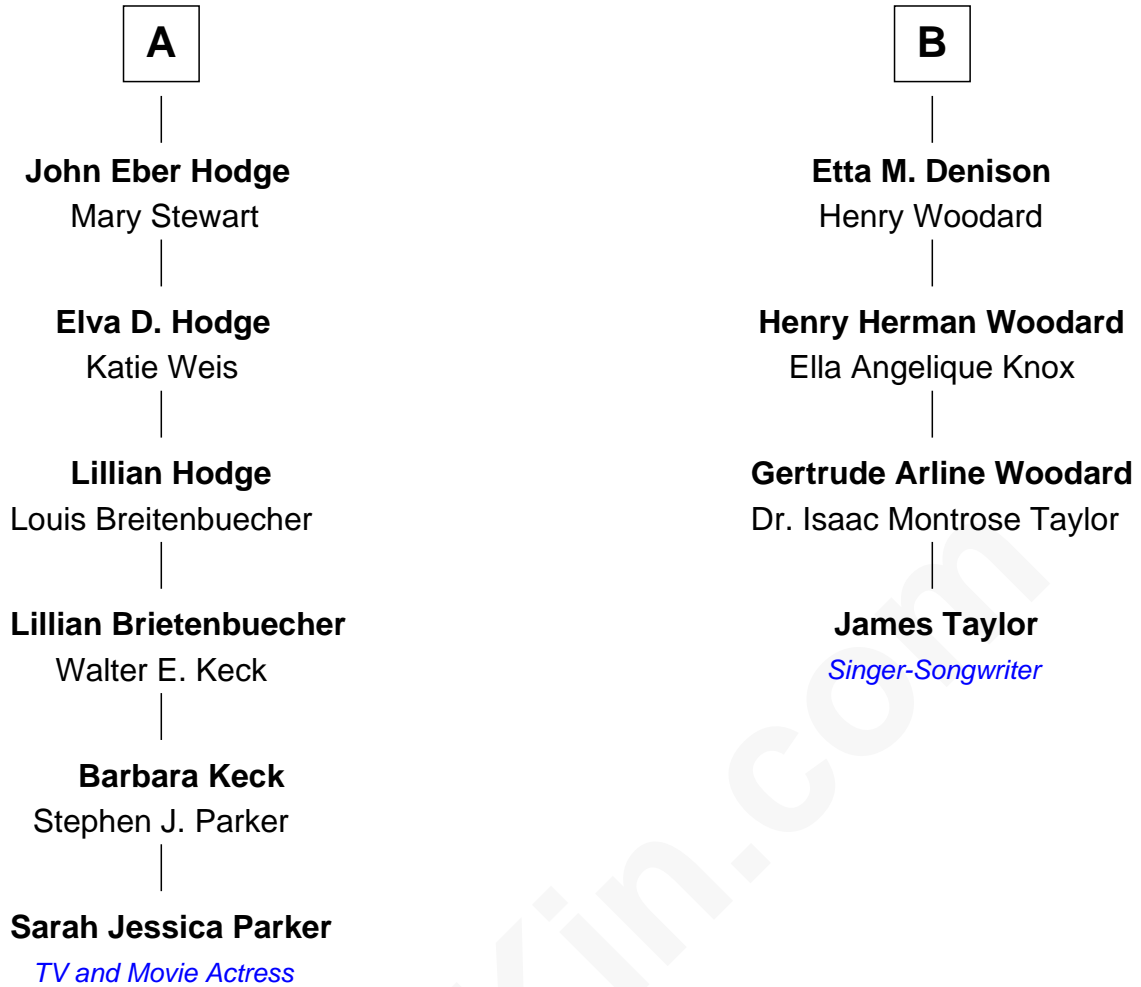 A
John Eber Hodge
Mary Stewart
Elva D. Hodge
Katie Weis
Lillian Hodge
Louis Breitenbuecher
Lillian Brietenbuecher
Walter E. Keck
Barbara Keck
Stephen J. Parker
Sarah Jessica Parker
TV and Movie Actress
B
Etta M. Denison
Henry Woodard
Henry Herman Woodard
Ella Angelique Knox
Gertrude Arline Woodard
Dr. Isaac Montrose Taylor
James Taylor
Singer-Songwriter
Kin.com